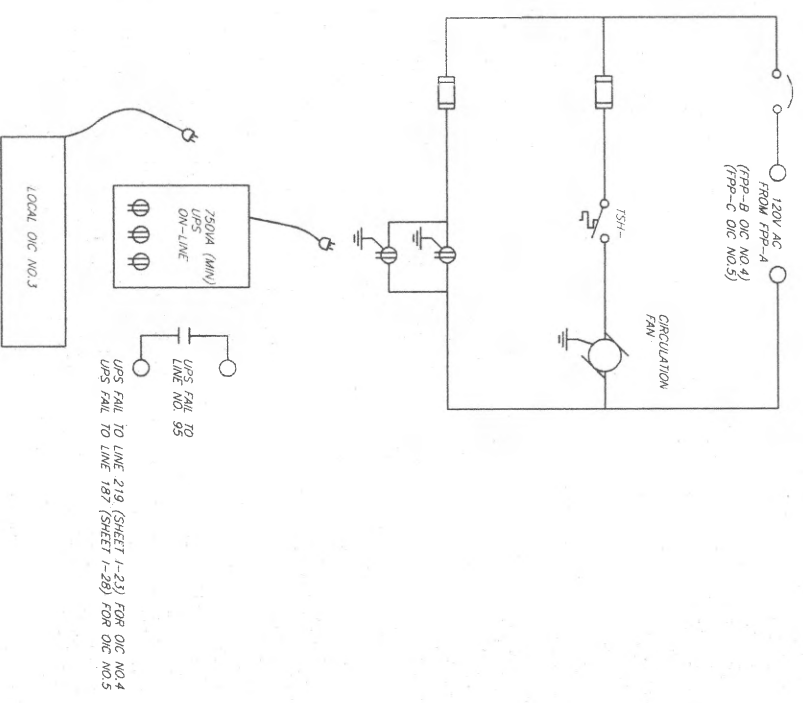 120V AC
FROM FPP-A
(FPP-B OIC NO.4)
(FPP-C OIC NO.5)
TSH-
CIRCULATION
FAN
750VA (MIN)
UPS
ON-LINE
UPS FAIL TO
LINE NO. 95
UPS FAIL TO LINE 219 (SHEET I-23) FOR OIC NO.4
UPS FAIL TO LINE 187 (SHEET I-28) FOR OIC NO.5
LOCAL OIC NO.3